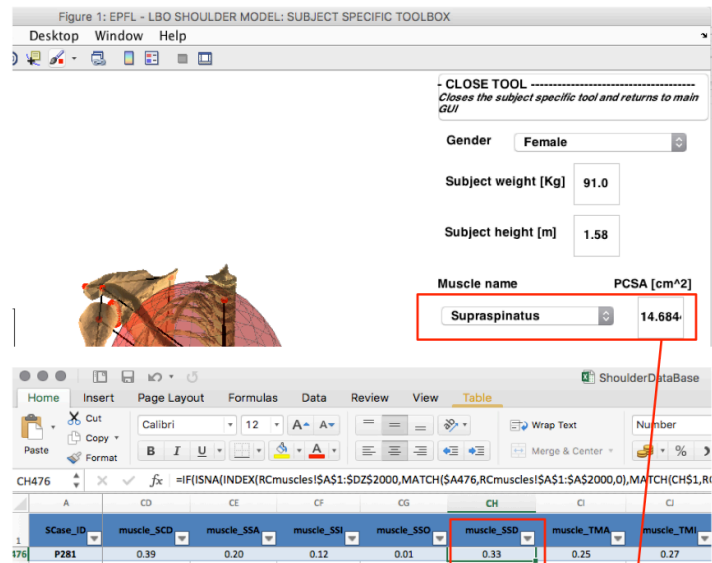 Figure 1: EPFL - LBO SHOULDER MODEL: SUBJECT SPECIFIC TOOLBOX
Desktop Window Help
- CLOSE TOOL ------------------------------------
Closes the subject specific tool and returns to main
GUI
Gender Female
Subject weight [Kg] 91.0
Subject height [m] 1.58
Muscle name PCSA [cm^2]
Supraspinatus 14.684
ShoulderDataBase
Home Insert Page Layout Formulas Data Review View Table
Cut
Copy
Format
Paste
Calibri 12 A A
B I U A
Wrap Text
Merge & Center
Number
%
CH476 fx =IF(ISNA(INDEX(RCmuscles!$A$1:$DZ$2000,MATCH($A476,RCmuscles!$A$1:$A$2000,0),MATCH(CH$1,RC
A CD CE CF CG CH CI CJ
1 SCase_ID muscle_SCD muscle_SSA muscle_SSI muscle_SSO muscle_SSD muscle_TMA muscle_TMI
476 P281 0.39 0.20 0.12 0.01 0.33 0.25 0.27